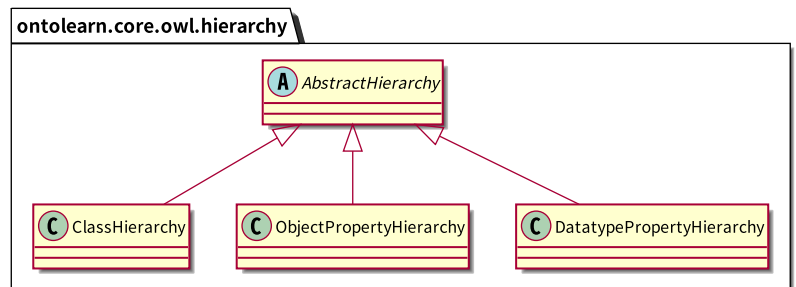 ontolearn.core.owl.hierarchy
A AbstractHierarchy
C ClassHierarchy
C ObjectPropertyHierarchy
C DatatypePropertyHierarchy